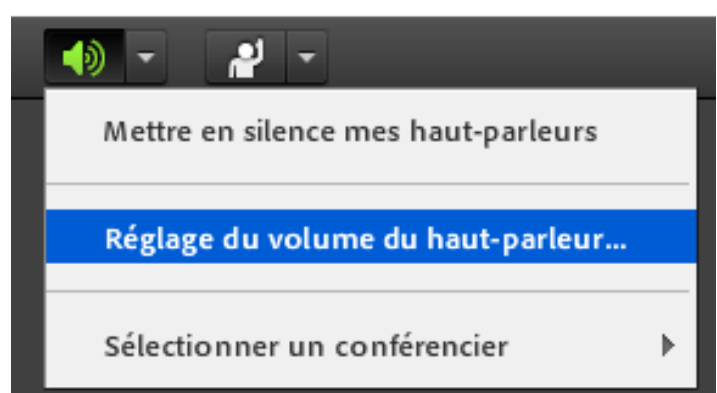 Mettre en silence mes haut-parleurs
Réglage du volume du haut-parleur...
Sélectionner un conférencier